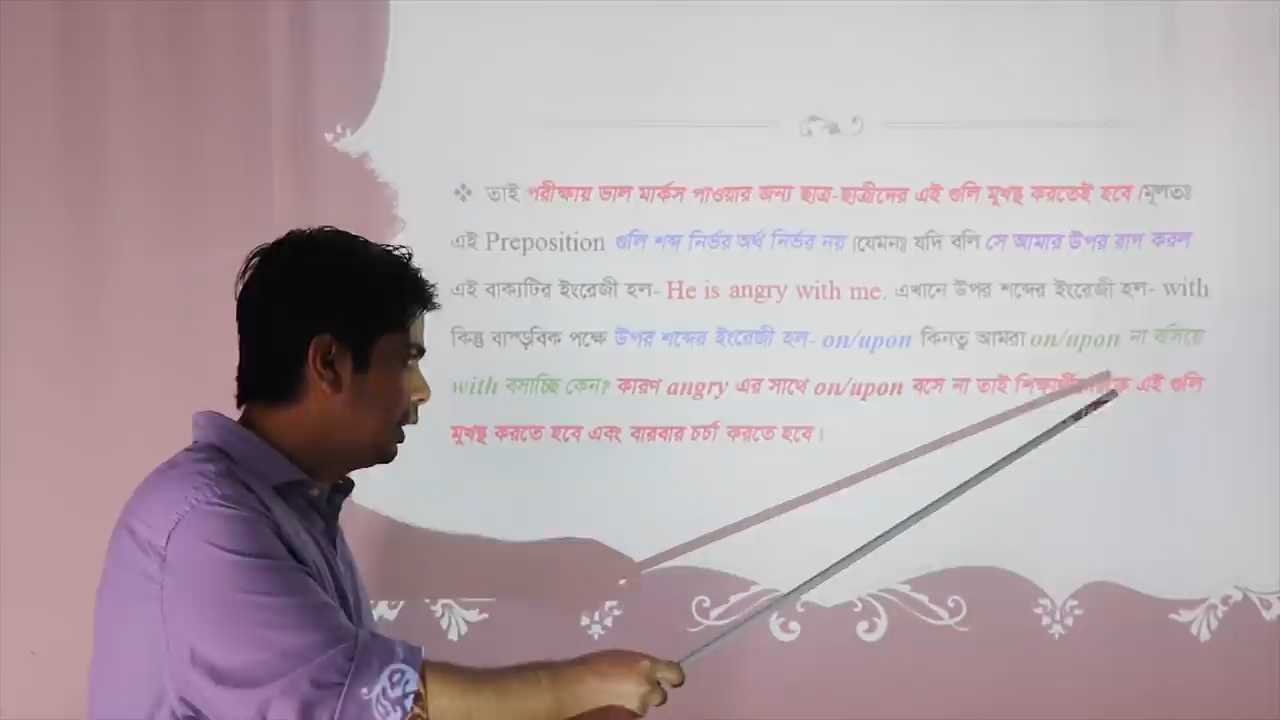 ❖ তাই পরীক্ষায় ভাল মার্কস পাওয়ার জন্য ছাত্র-ছাত্রীদের এই গুলি মুখস্থ করতেই হবে।মূলতঃ
এই Preposition গুলি শব্দ নির্ভর অর্থ নির্ভর নয়।যেমনঃ যদি বলি সে আমার উপর রাগ করল
এই বাক্যটির ইংরেজী হল- He is angry with me. এখানে উপর শব্দের ইংরেজী হল- with
কিন্তু বাস্তবিক পক্ষে উপর শব্দের ইংরেজী হল- on/upon কিনতু আমরা on/upon না বসিয়ে
with বসাচ্ছি কেন? কারণ angry এর সাথে on/upon বসে না তাই এই গুলি
মুখস্থ করতে হবে এবং বারবার চর্চা করতে হবে।